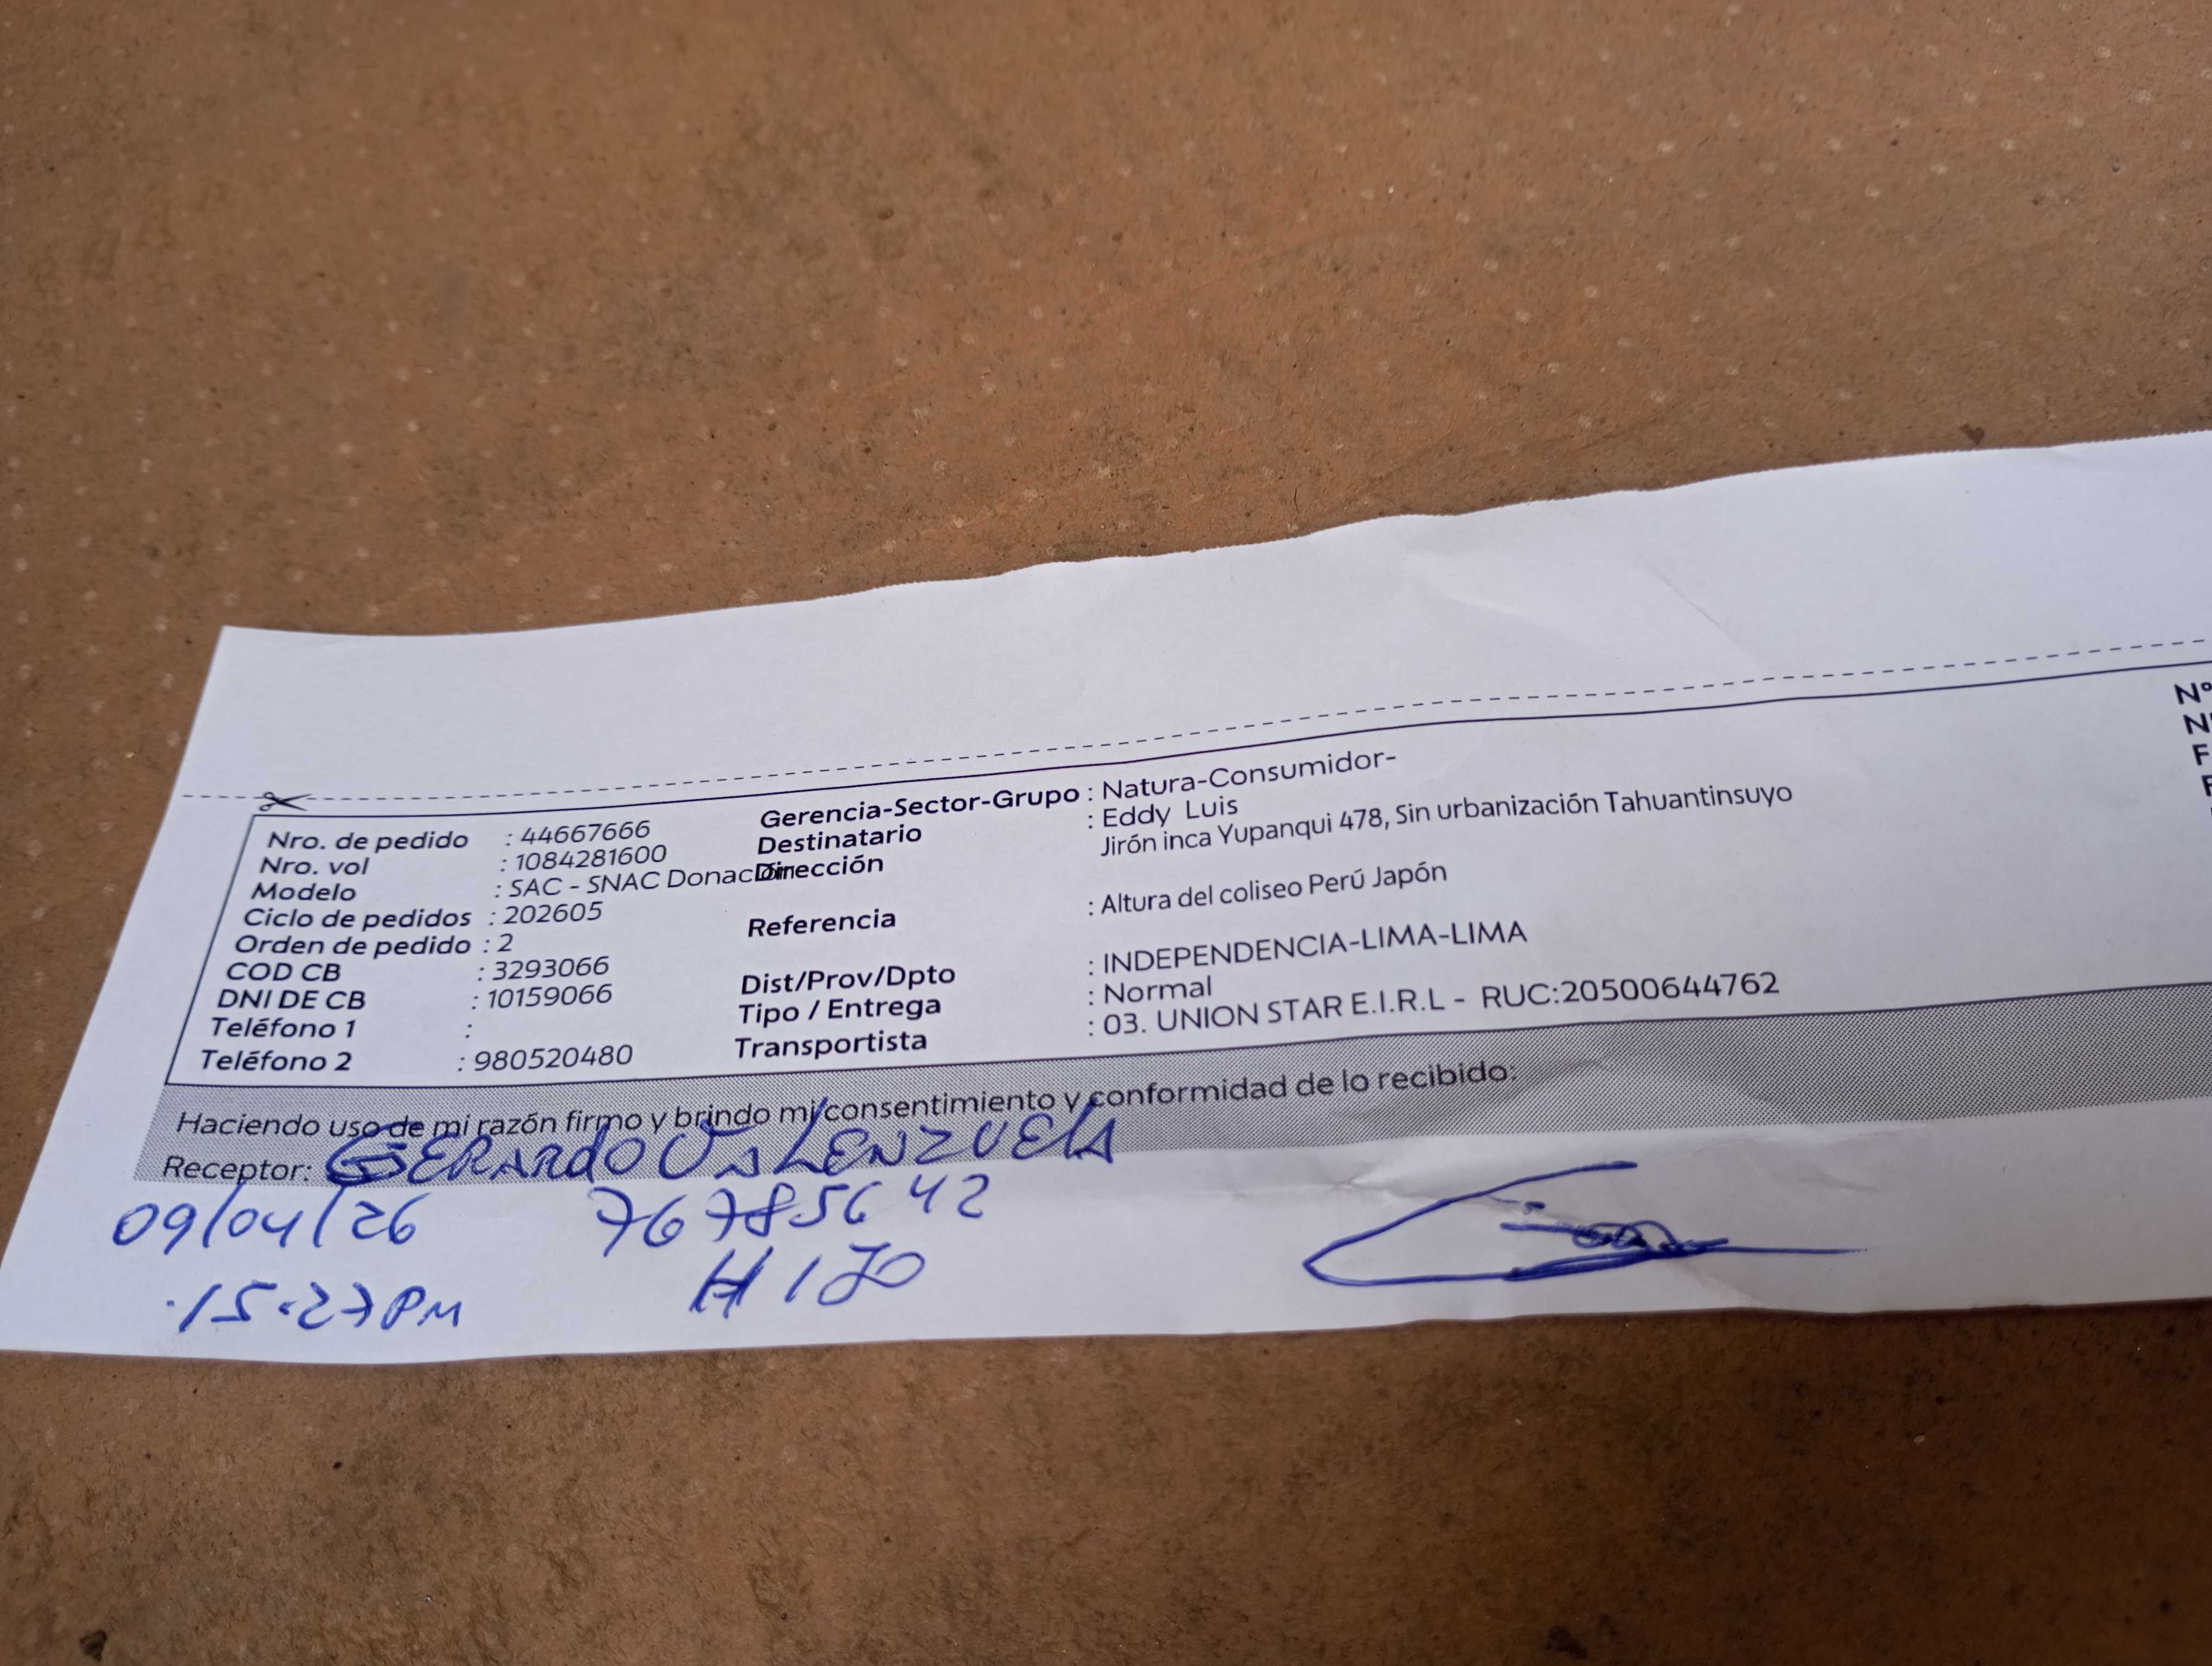 Nro. de pedido : 44667666
Nro. vol : 1084281600
Modelo : SAC - SNAC Donación
Ciclo de pedidos : 202605
Orden de pedido : 2
COD CB : 3293066
DNI DE CB : 10159066
Teléfono 1 :
Teléfono 2 : 980520480
Gerencia-Sector-Grupo : Natura-Consumidor-
Destinatario : Eddy Luis
Dirección Jirón inca Yupanqui 478, Sin urbanización Tahuantinsuyo
Referencia : Altura del coliseo Perú Japón
Dist/Prov/Dpto : INDEPENDENCIA-LIMA-LIMA
Tipo / Entrega : Normal
Transportista : 03. UNION STAR E.I.R.L - RUC:20500644762
Nº
N
F
Haciendo uso de mi razón firmo y brindo mi consentimiento y conformidad de lo recibido:
Receptor: GERARDO VALENZUELA
09/04/26 76785642
15.27PM